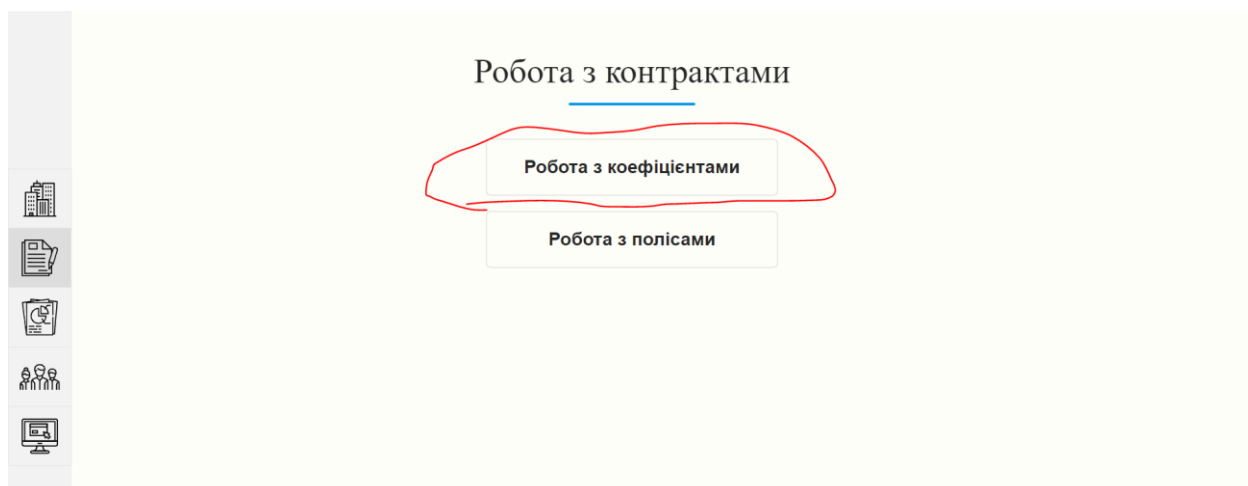 Робота з контрактами
Робота з коефіцієнтами
Робота з полісами